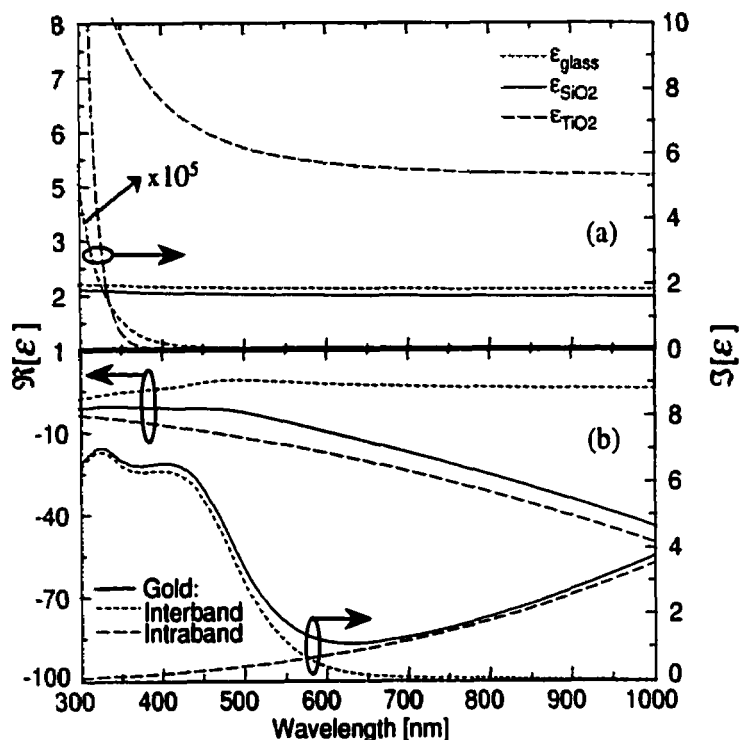 8
7
6
5
4
3
2
1
10
8
6
4
2
0
ε_glass
ε_SiO2
ε_TiO2
x10^5
(a)
ℜ[ε]
ℑ[ε]
-10
-40
-70
-100
8
6
4
2
0
(b)
Gold:
Interband
Intraband
300 400 500 600 700 800 900 1000
Wavelength [nm]